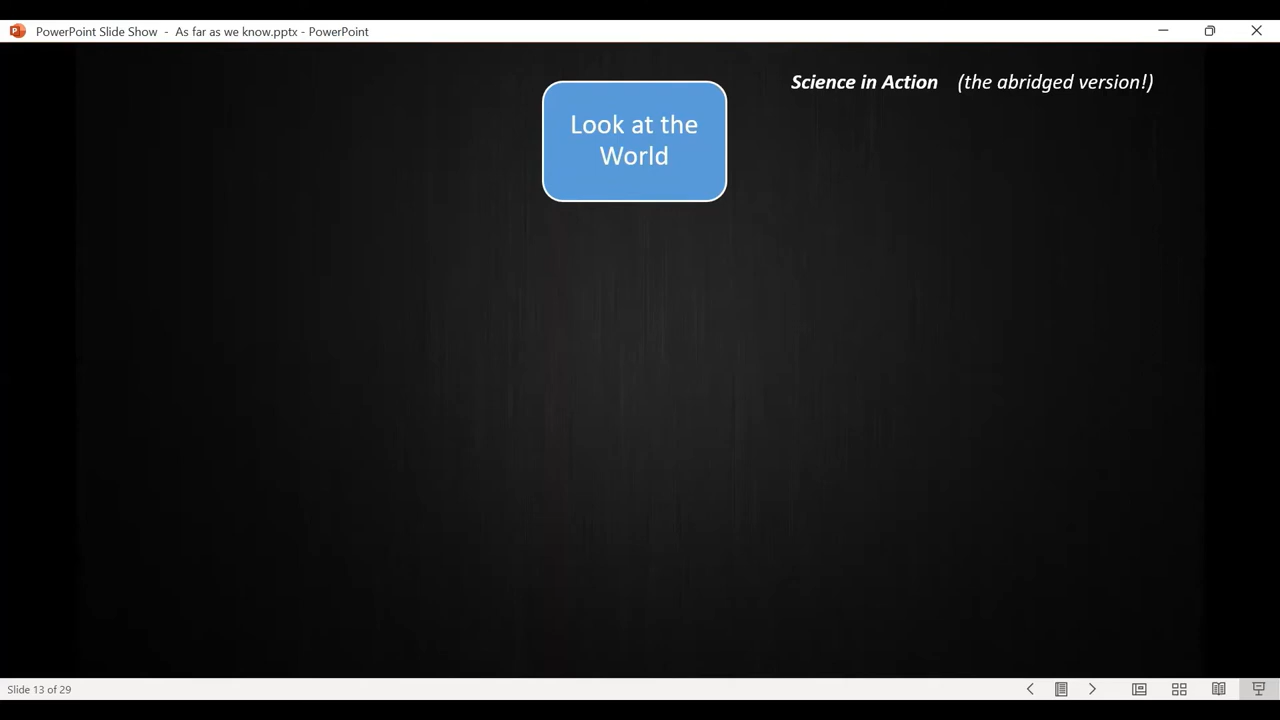 PowerPoint Slide Show - As far as we know.pptx - PowerPoint
Science in Action (the abridged version!)
Look at the
World
Slide 13 of 29